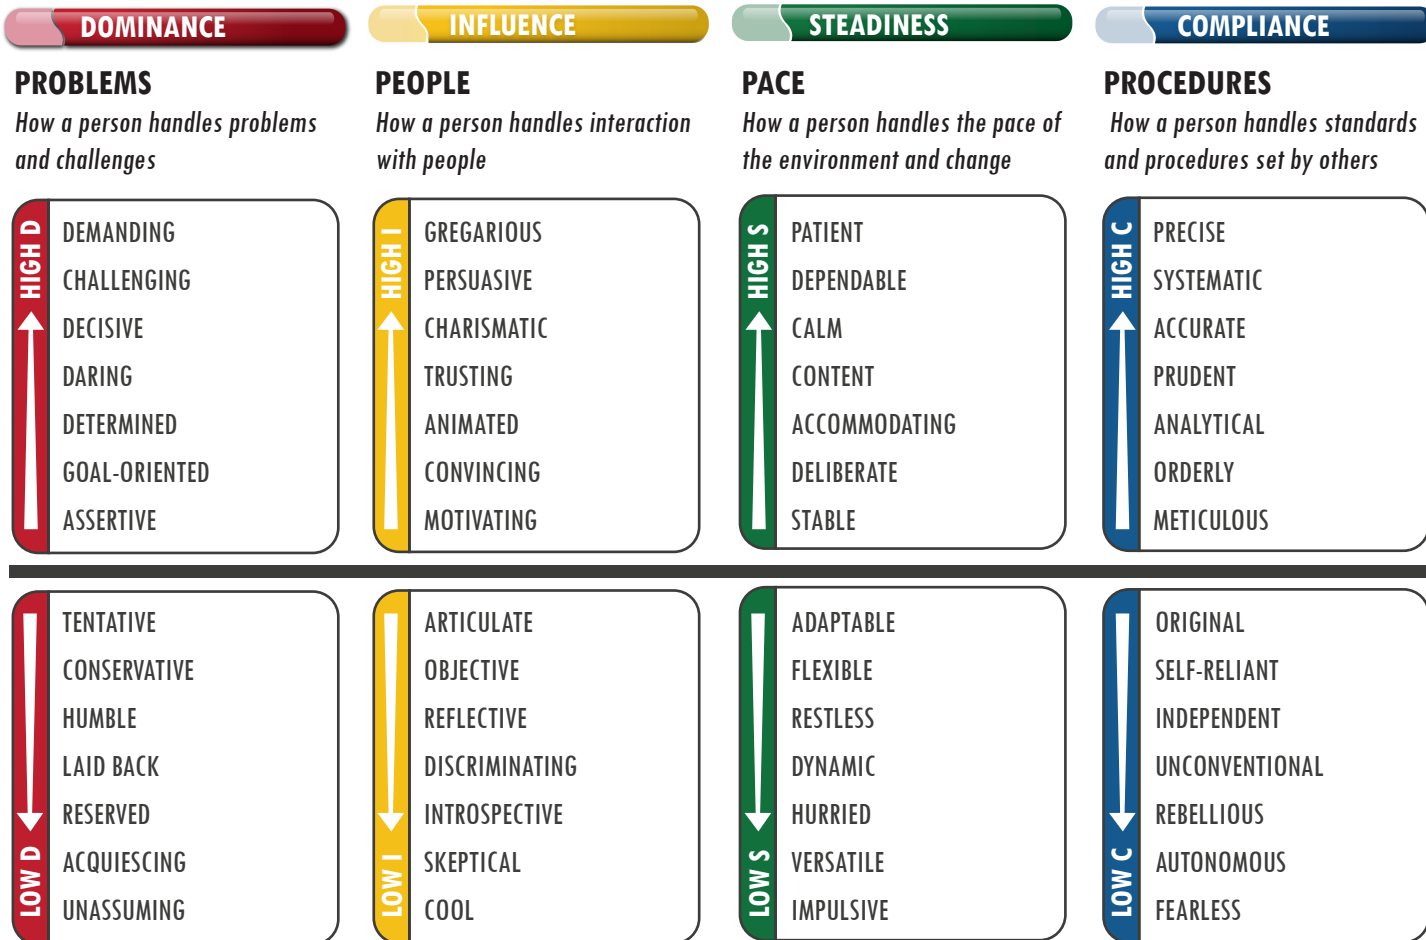 DOMINANCE
PROBLEMS
How a person handles problems
and challenges
HIGH D
DEMANDING
CHALLENGING
DECISIVE
DARING
DETERMINED
GOAL-ORIENTED
ASSERTIVE
TENTATIVE
CONSERVATIVE
HUMBLE
LAID BACK
RESERVED
ACQUIESCING
UNASSUMING
LOW D
INFLUENCE
PEOPLE
How a person handles interaction
with people
HIGH I
GREGARIOUS
PERSUASIVE
CHARISMATIC
TRUSTING
ANIMATED
CONVINCING
MOTIVATING
ARTICULATE
OBJECTIVE
REFLECTIVE
DISCRIMINATING
INTROSPECTIVE
SKEPTICAL
COOL
LOW I
STEADINESS
PACE
How a person handles the pace of
the environment and change
HIGH S
PATIENT
DEPENDABLE
CALM
CONTENT
ACCOMMODATING
DELIBERATE
STABLE
ADAPTABLE
FLEXIBLE
RESTLESS
DYNAMIC
HURRIED
VERSATILE
IMPULSIVE
LOW S
COMPLIANCE
PROCEDURES
How a person handles standards
and procedures set by others
HIGH C
PRECISE
SYSTEMATIC
ACCURATE
PRUDENT
ANALYTICAL
ORDERLY
METICULOUS
ORIGINAL
SELF-RELIANT
INDEPENDENT
UNCONVENTIONAL
REBELLIOUS
AUTONOMOUS
FEARLESS
LOW C